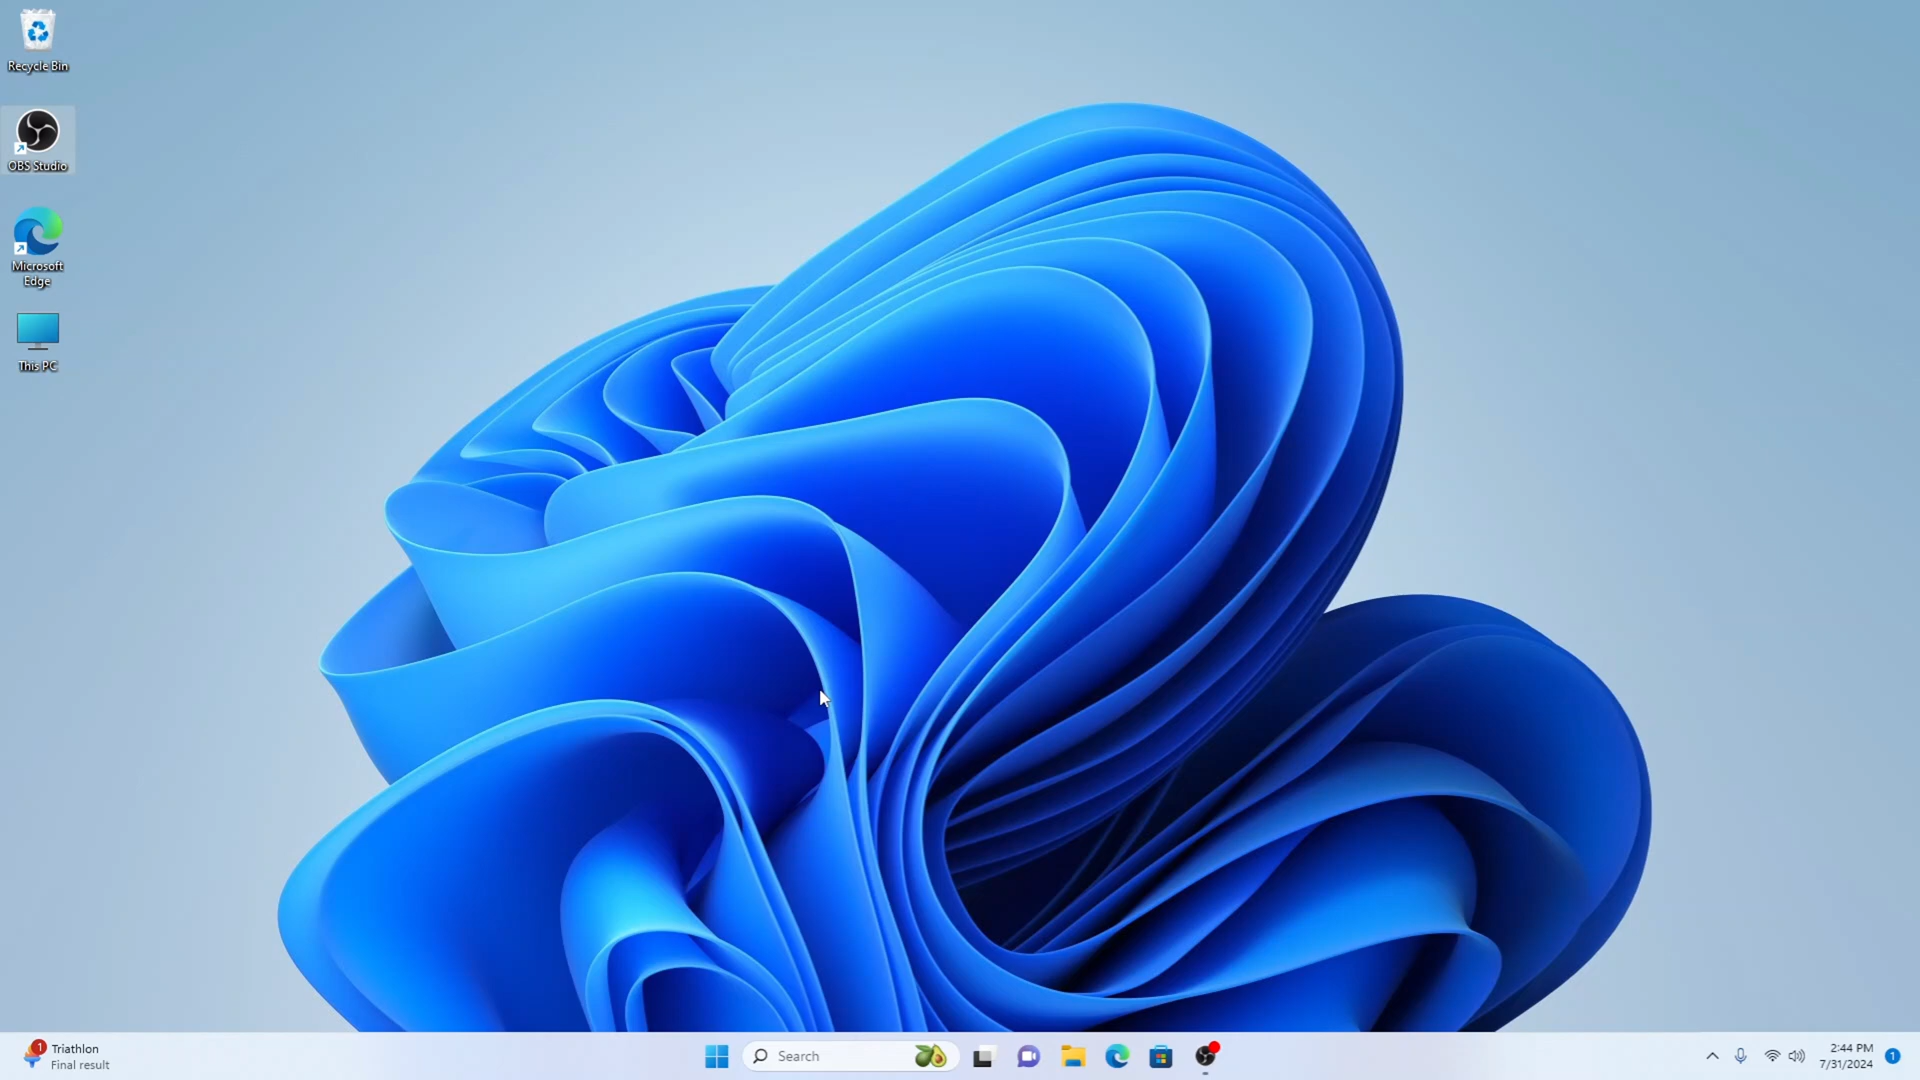 Recycle Bin
OBS Studio
Microsoft
Edge
This PC
1
Triathlon
Final result
Search
2:44 PM
7/31/2024
1